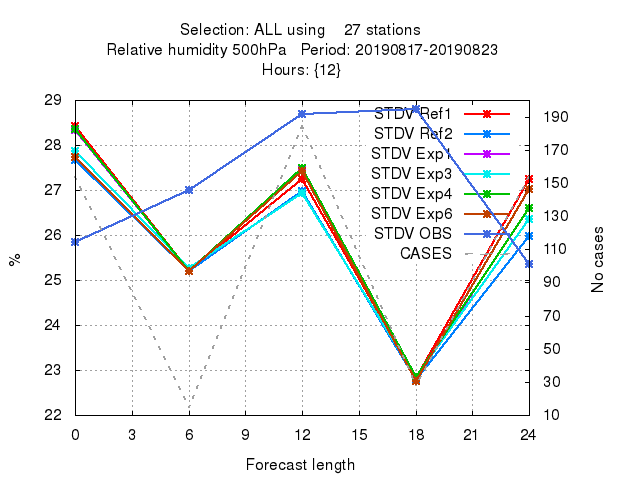 Selection: ALL using 27 stations
Relative humidity 500hPa Period: 20190817-20190823
Hours: {12}
STDV Ref1
STDV Ref2
STDV Exp1
STDV Exp3
STDV Exp4
STDV Exp6
STDV OBS
CASES
%
29
28
27
26
25
24
23
22
190
170
150
130
110
90
70
50
30
10
No cases
0 3 6 9 12 15 18 21 24
Forecast length